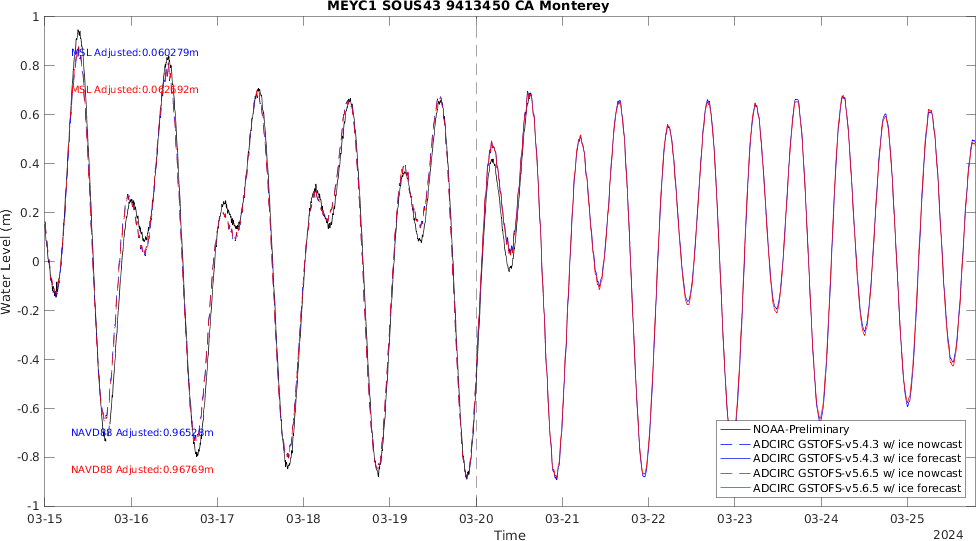 MEYC1 SOUS43 9413450 CA Monterey
1
0.8
0.6
0.4
0.2
0
-0.2
-0.4
-0.6
-0.8
-1
Water Level (m)
MSL Adjusted:0.060279m
MSL Adjusted:0.062692m
NAVD88 Adjusted:0.96528m
NAVD88 Adjusted:0.96769m
NOAA-Preliminary
ADCIRC GSTOFS-v5.4.3 w/ ice nowcast
ADCIRC GSTOFS-v5.4.3 w/ ice forecast
ADCIRC GSTOFS-v5.6.5 w/ ice nowcast
ADCIRC GSTOFS-v5.6.5 w/ ice forecast
03-15 03-16 03-17 03-18 03-19 03-20 03-21 03-22 03-23 03-24 03-25
Time
2024